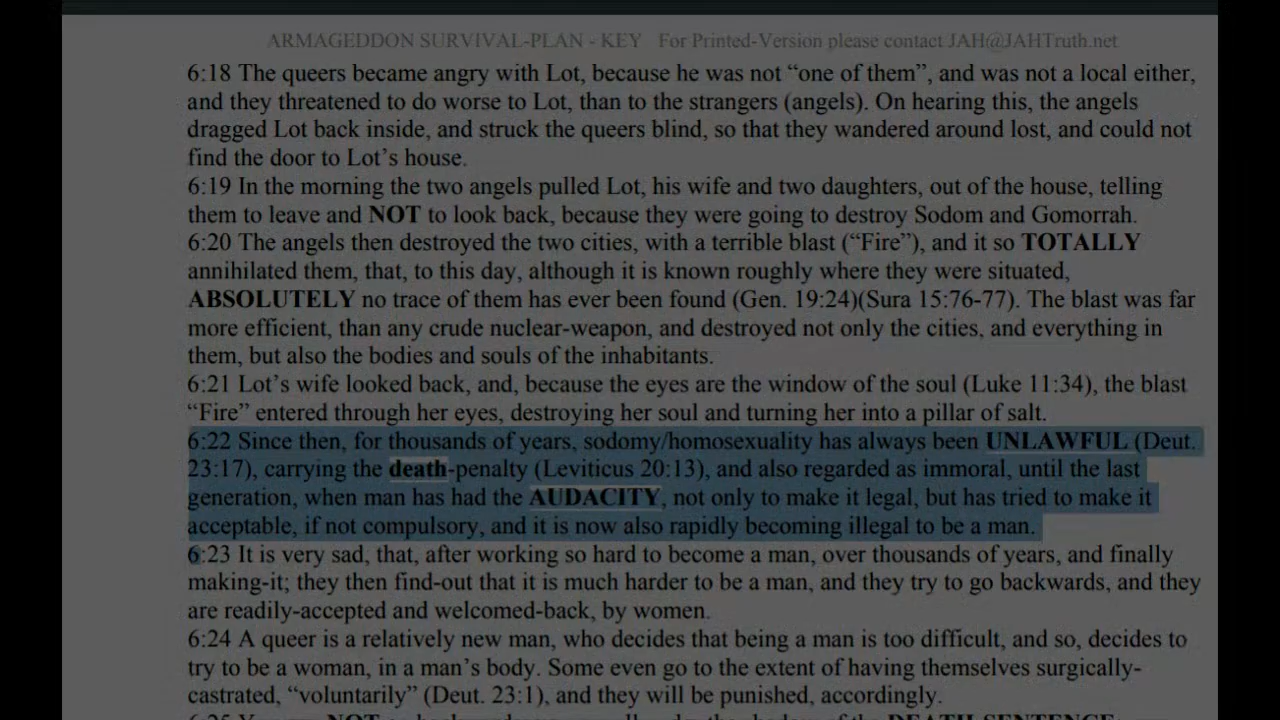 ARMAGEDDON SURVIVAL-PLAN - KEY For Printed-Version please contact JAH@JAHTruth.net
6:18 The queers became angry with Lot, because he was not “one of them”, and was not a local either,
and they threatened to do worse to Lot, than to the strangers (angels). On hearing this, the angels
dragged Lot back inside, and struck the queers blind, so that they wandered around lost, and could not
find the door to Lot’s house.
6:19 In the morning the two angels pulled Lot, his wife and two daughters, out of the house, telling
them to leave and NOT to look back, because they were going to destroy Sodom and Gomorrah.
6:20 The angels then destroyed the two cities, with a terrible blast (“Fire”), and it so TOTALLY
annihilated them, that, to this day, although it is known roughly where they were situated,
ABSOLUTELY no trace of them has ever been found (Gen. 19:24)(Sura 15:76-77). The blast was far
more efficient, than any crude nuclear-weapon, and destroyed not only the cities, and everything in
them, but also the bodies and souls of the inhabitants.
6:21 Lot’s wife looked back, and, because the eyes are the window of the soul (Luke 11:34), the blast
“Fire” entered through her eyes, destroying her soul and turning her into a pillar of salt.
6:22 Since then, for thousands of years, sodomy/homosexuality has always been UNLAWFUL (Deut.
23:17), carrying the death-penalty (Leviticus 20:13), and also regarded as immoral, until the last
generation, when man has had the AUDACITY, not only to make it legal, but has tried to make it
acceptable, if not compulsory, and it is now also rapidly becoming illegal to be a man.
6:23 It is very sad, that, after working so hard to become a man, over thousands of years, and finally
making-it; they then find-out that it is much harder to be a man, and they try to go backwards, and they
are readily-accepted and welcomed-back, by women.
6:24 A queer is a relatively new man, who decides that being a man is too difficult, and so, decides to
try to be a woman, in a man’s body. Some even go to the extent of having themselves surgically-
castrated, “voluntarily” (Deut. 23:1), and they will be punished, accordingly.
DEATH SENTENCE